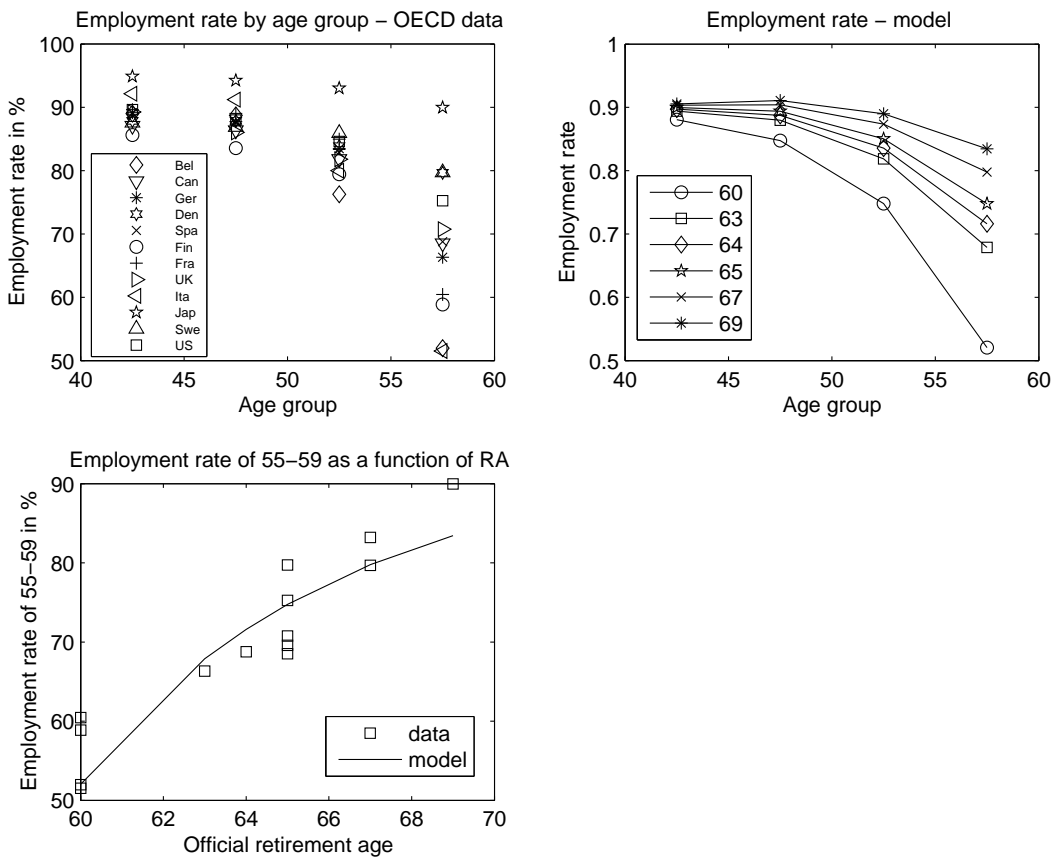 Employment rate by age group – OECD data
Employment rate in %
100
90
80
70
60
50
Bel
Can
Ger
Den
Spa
Fin
Fra
UK
Ita
Jap
Swe
US
40
45
50
55
60
Age group
Employment rate – model
Employment rate
1
0.9
0.8
0.7
0.6
0.5
60
63
64
65
67
69
40
45
50
55
60
Age group
Employment rate of 55–59 as a function of RA
Employment rate of 55–59 in %
90
80
70
60
50
data
model
60
62
64
66
68
70
Official retirement age